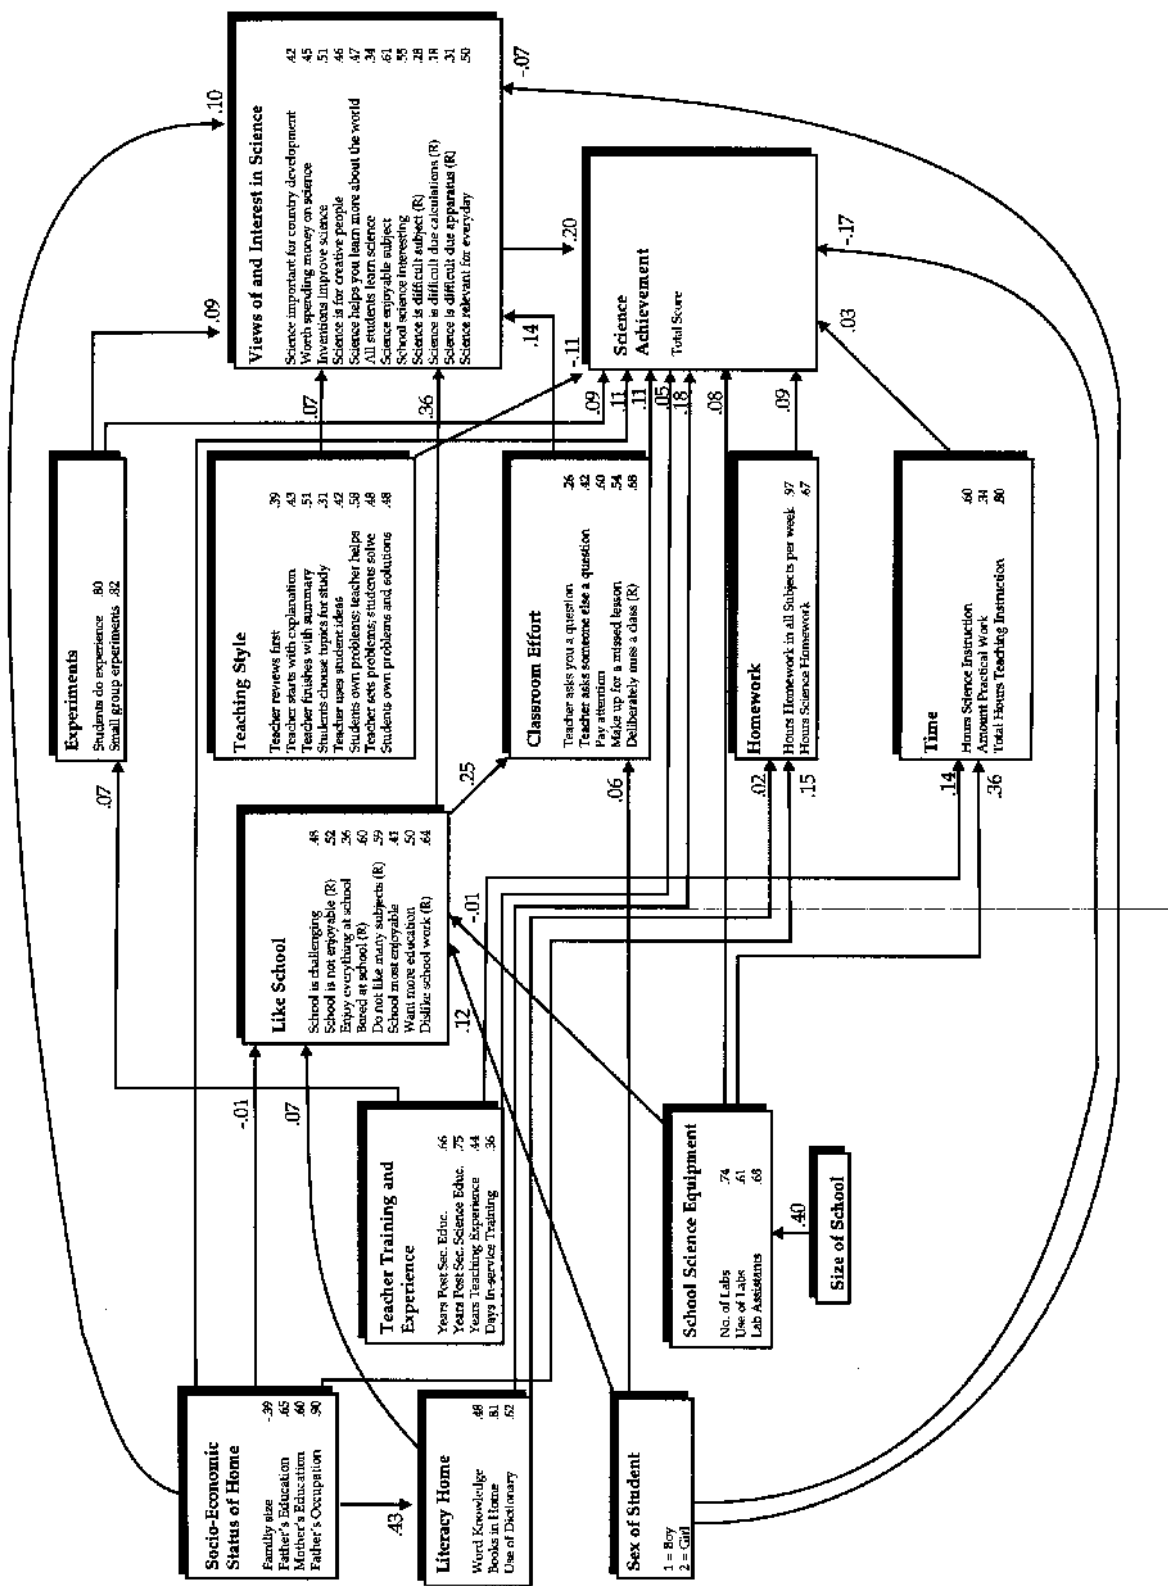 Socio-Economic
Status of Home
Familiy size -.39
Father's Education .65
Mother's Education .60
Father's Occupation .90
.43
Literacy Home
Word Knowledge .48
Books in Home .81
Use of Dictionary .62
Sex of Student
1 = Boy
2 = Girl
-.01
.07
Teacher Training and
Experience
Years Post Sec. Educ. .66
Years Post Sec. Science Educ. .75
Years Teaching Experience .44
Days In-service Training .36
School Science Equipment
No. of Labs .74
Use of Labs .61
Lab Assistants .68
.40
Size of School
.07
Like School
School is challenging .48
School is not enjoyable (R) .52
Enjoy everything at school .36
Bored at school (R) .60
Do not like many subjects (R) .59
School most enjoyable .41
Want more education .50
Dislike school work (R) .64
.12
-.01
.25
.06
.02
.15
.14
.36
Experiments
Students do experience .80
Small group erperiments .82
Teaching Style
Teacher reviews first .39
Teacher starts with explanation .43
Teacher finishes with summary .51
Students choose tupics for study .31
Teacher uses student ideas .42
Students own problems; teacher helps .58
Teacher sets problems; students solve .48
Students own problems and solutions .48
Classroom Effort
Teacher asks you a question .26
Teacher asks someone else a question .42
Pay attention .60
Make up for a missed lesson .54
Deliberately muss a class (R) .68
Homework
Hours Homework in all Subjects per week .97
Hours Science Homework .67
Time
Hours Science Instruction .60
Amount Practical Work .34
Total Hours Teaching Instruction .80
.09
.10
.07
.36
.14
-.07
Views of and Interest in Science
Science important for country development .42
Worth spending money on science .45
Inventions improve science .51
Science is for creative people .46
Science helps you learn more about the world .47
All students learn science .34
Science enjoyable subject .61
School science interesting .55
Science is difficult subject (R) .28
Science is difficult due calculations (R) .18
Science is difficult due apparatus (R) .31
Science relevant for everyday .50
.20
-.11
.09
.11
.11
.05
.18
.08
.09
.03
-.17
Science
Achievement
Total Score